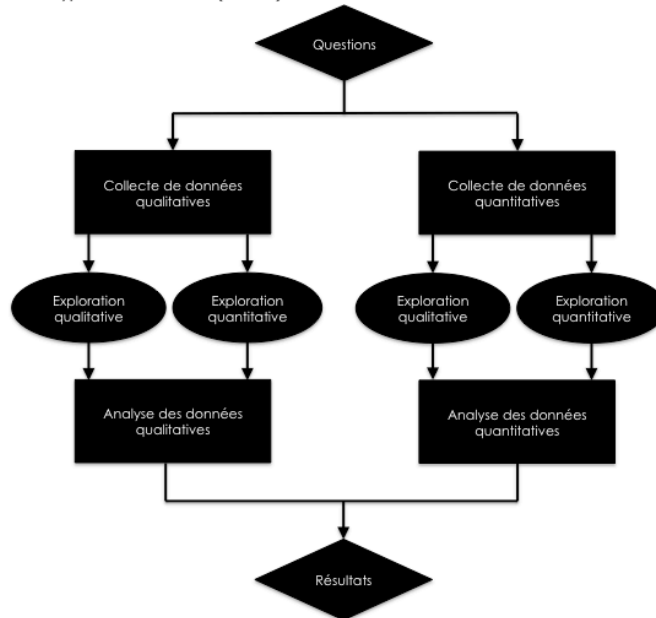 Questions
Collecte de données
qualitatives
Collecte de données
quantitatives
Exploration
qualitative
Exploration
quantitative
Exploration
qualitative
Exploration
quantitative
Analyse des données
qualitatives
Analyse des données
quantitatives
Résultats